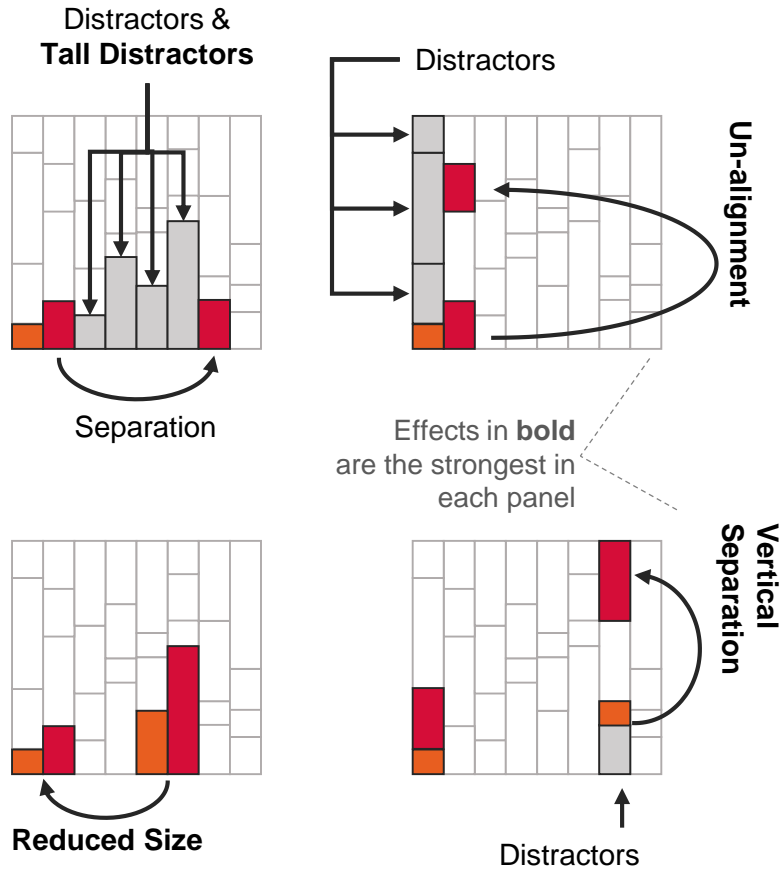 Distractors &
Tall Distractors
Distractors
Un-alignment
Separation
Effects in bold
are the strongest in
each panel
Vertical
Separation
Reduced Size
Distractors